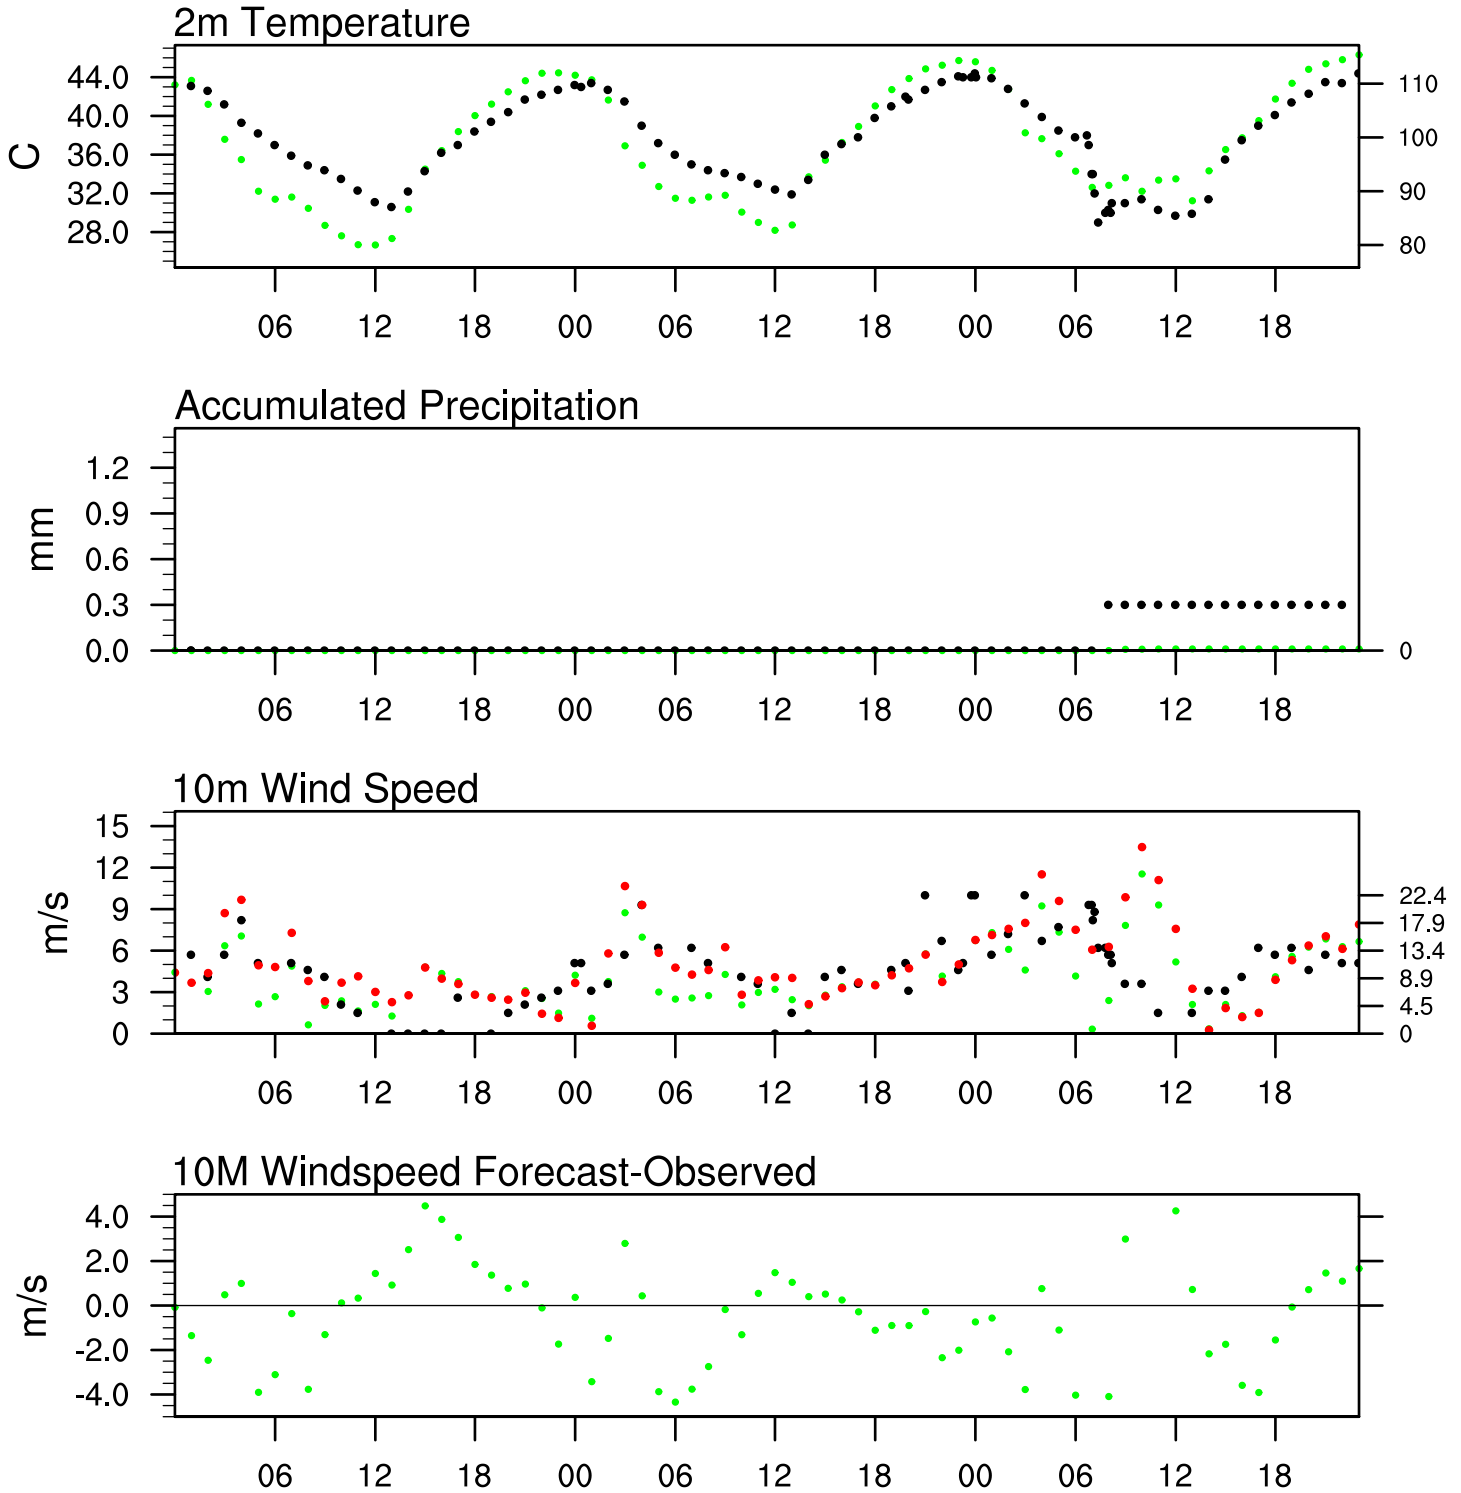 2m Temperature
44.0
40.0
36.0
32.0
28.0
C
110
100
90
80
06 12 18 00 06 12 18 00 06 12 18
Accumulated Precipitation
1.2
0.9
0.6
0.3
0.0
mm
0
06 12 18 00 06 12 18 00 06 12 18
10m Wind Speed
15
12
9
6
3
0
m/s
22.4
17.9
13.4
8.9
4.5
0
06 12 18 00 06 12 18 00 06 12 18
10M Windspeed Forecast-Observed
4.0
2.0
0.0
-2.0
-4.0
m/s
06 12 18 00 06 12 18 00 06 12 18